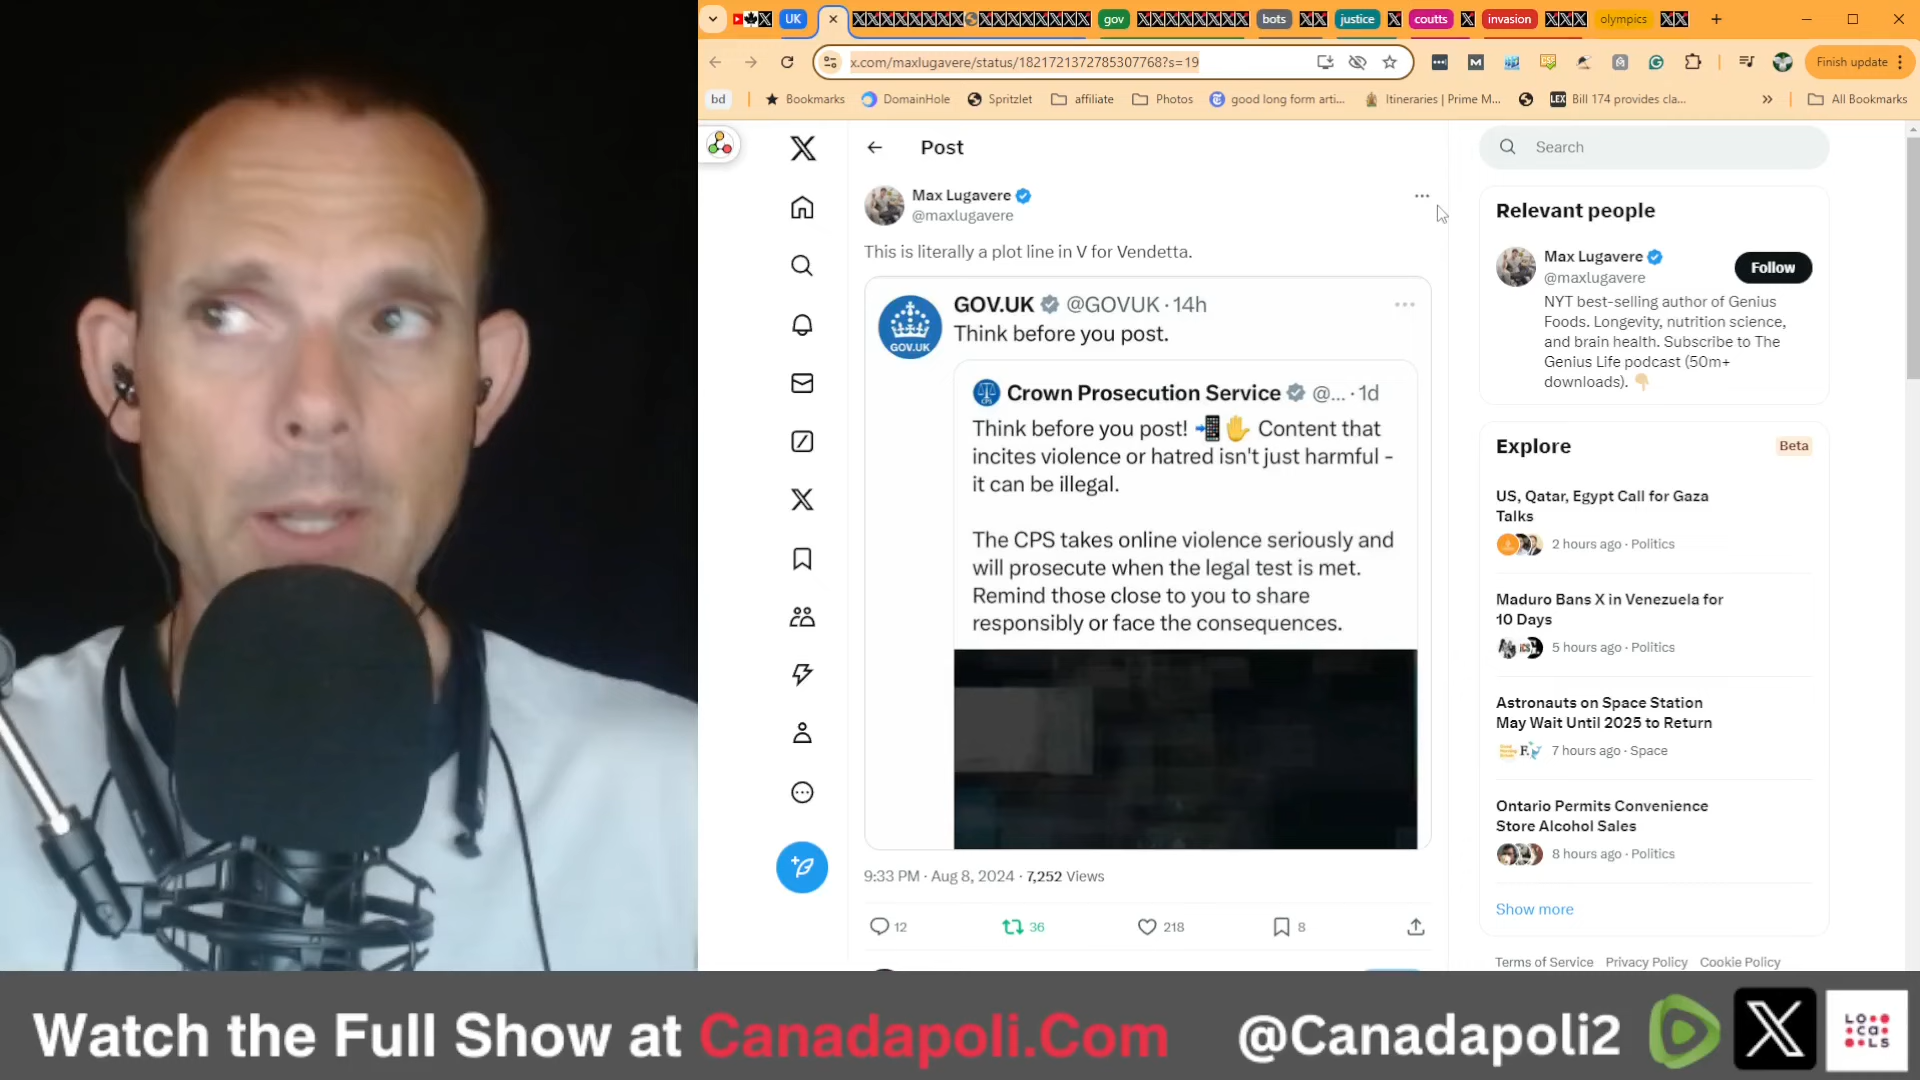 UK
gov
bots
justice
coutts
invasion
olympics
x.com/maxlugavere/status/1821721372785307768?s=19
Finish update
bd
Bookmarks
DomainHole
Spritzlet
affiliate
Photos
good long form arti...
Itineraries | Prime M...
LEX
Bill 174 provides cla...
All Bookmarks
Post
Search
Max Lugavere
@maxlugavere
This is literally a plot line in V for Vendetta.
GOV.UK
GOV.UK @GOVUK · 14h
Think before you post.
Crown Prosecution Service @... · 1d
Think before you post! Content that
incites violence or hatred isn't just harmful -
it can be illegal.
The CPS takes online violence seriously and
will prosecute when the legal test is met.
Remind those close to you to share
responsibly or face the consequences.
9:33 PM · Aug 8, 2024 · 7,252 Views
12
36
218
8
Relevant people
Max Lugavere
@maxlugavere
Follow
NYT best-selling author of Genius
Foods. Longevity, nutrition science,
and brain health. Subscribe to The
Genius Life podcast (50m+
downloads).
Explore
Beta
US, Qatar, Egypt Call for Gaza
Talks
2 hours ago · Politics
Maduro Bans X in Venezuela for
10 Days
5 hours ago · Politics
Astronauts on Space Station
May Wait Until 2025 to Return
7 hours ago · Space
Ontario Permits Convenience
Store Alcohol Sales
8 hours ago · Politics
Show more
Terms of Service Privacy Policy Cookie Policy
Watch the Full Show at Canadapoli.Com
@Canadapoli2
LO
CA
LS